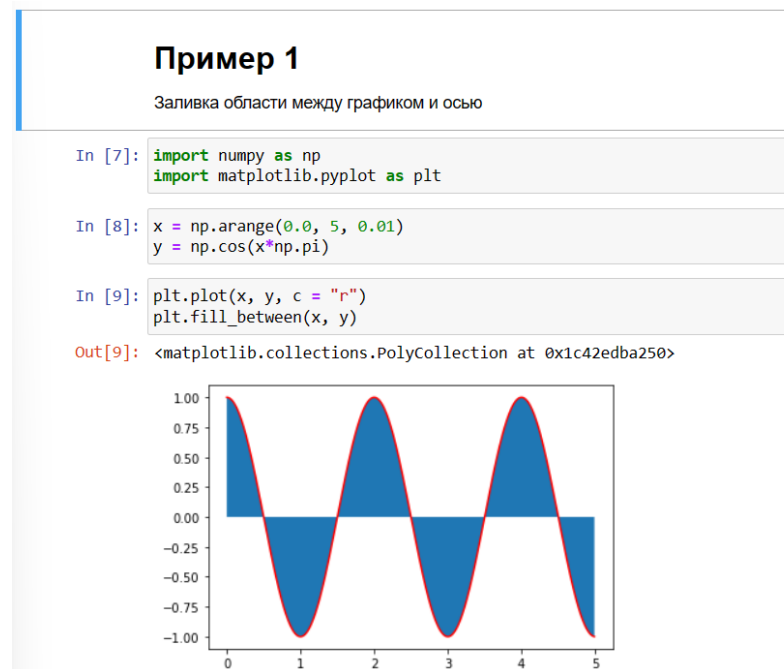 Пример 1
Заливка области между графиком и осью
In [7]: import numpy as np
import matplotlib.pyplot as plt
In [8]: x = np.arange(0.0, 5, 0.01)
y = np.cos(x*np.pi)
In [9]: plt.plot(x, y, c = "r")
plt.fill_between(x, y)
Out[9]: <matplotlib.collections.PolyCollection at 0x1c42edba250>
1.00
0.75
0.50
0.25
0.00
−0.25
−0.50
−0.75
−1.00
0 1 2 3 4 5